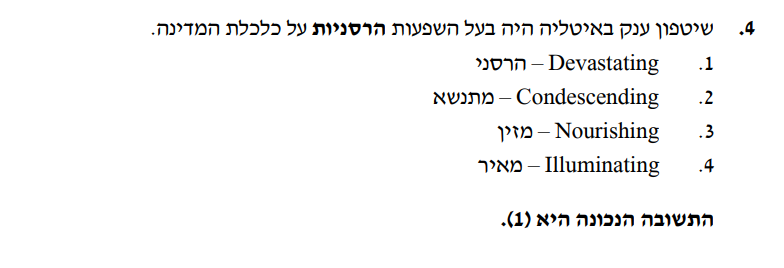 4. שיטפון ענק באיטליה היה בעל השפעות הרסניות על כלכלת המדינה.
1. Devastating – הרסני
2. Condescending – מתנשא
3. Nourishing – מזין
4. Illuminating – מאיר
התשובה הנכונה היא (1).